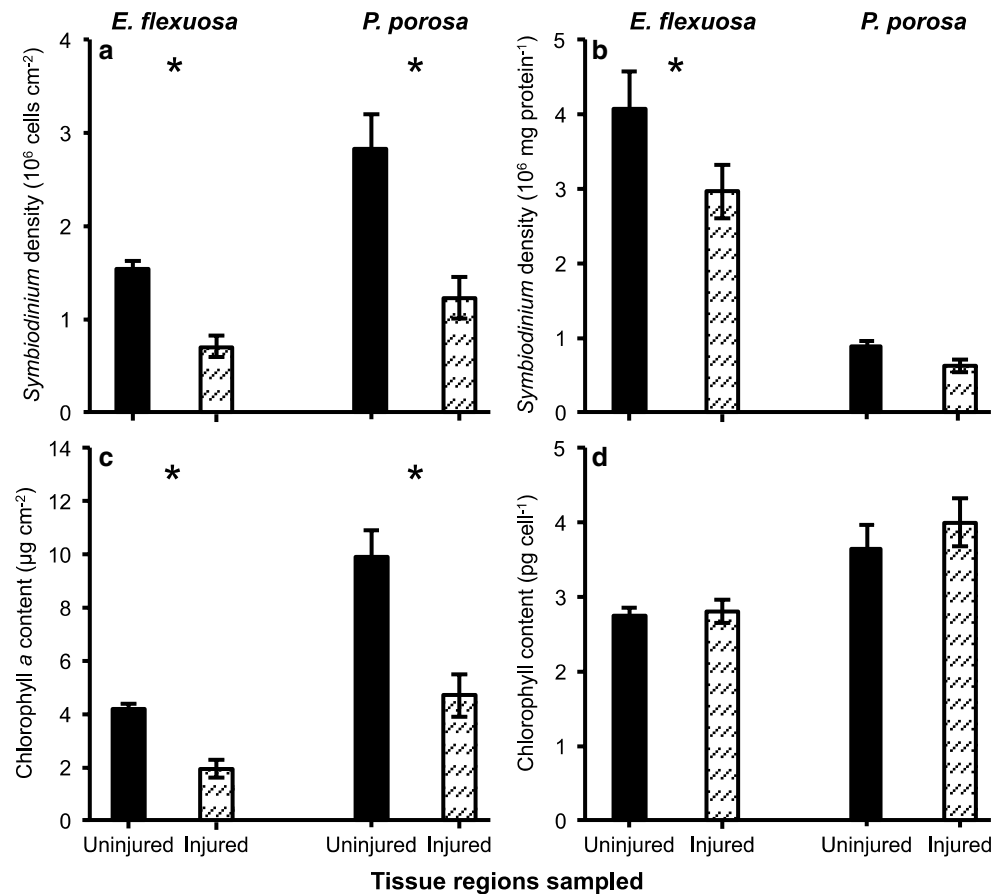 E. flexuosa P. porosa E. flexuosa P. porosa
a
b
* * *
Symbiodinium density (10⁶ cells cm⁻²)
4
3
2
1
0
Symbiodinium density (10⁶ mg protein⁻¹)
5
4
3
2
1
0
c
d
* *
Chlorophyll a content (µg cm⁻²)
14
12
10
8
6
4
2
0
Chlorophyll content (pg cell⁻¹)
5
4
3
2
1
0
Uninjured Injured Uninjured Injured Uninjured Injured Uninjured Injured
Tissue regions sampled